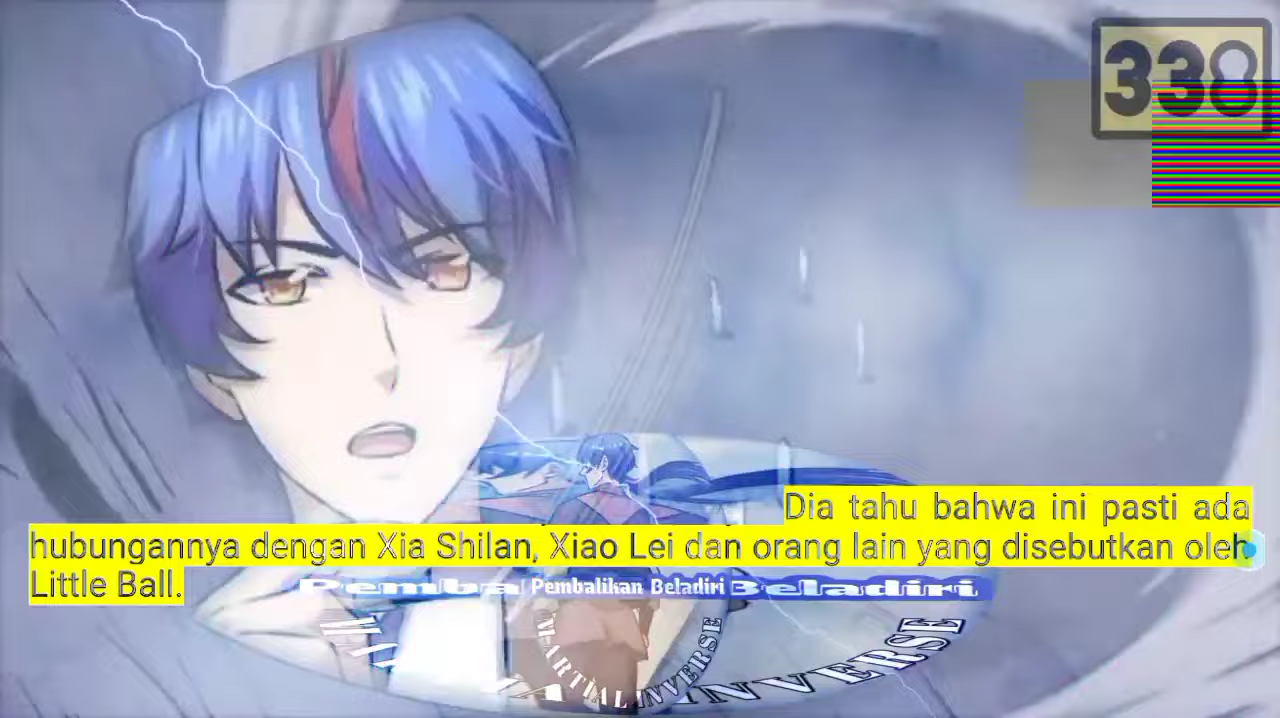 338
Dia tahu bahwa ini pasti ada
hubungannya dengan Xia Shilan, Xiao Lei dan orang lain yang disebutkan oleh
Little Ball.
Pemba Pembalikan Beladiri Beladiri
MARTIAL INVERSE
INVERSE